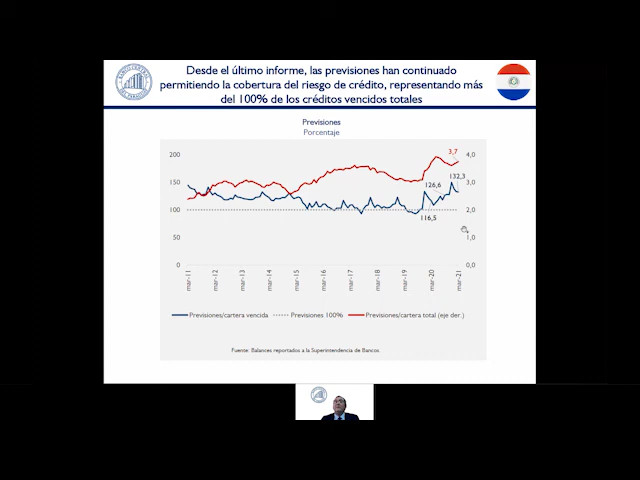 Desde el último informe, las previsiones han continuado
permitiendo la cobertura del riesgo de crédito, representando más
del 100% de los créditos vencidos totales
Previsiones
Porcentaje
200
150
100
50
0
4,0
3,0
2,0
1,0
0,0
3,7
132,3
126,6
116,5
mar-11
mar-12
mar-13
mar-14
mar-15
mar-16
mar-17
mar-18
mar-19
mar-20
mar-21
Previsiones/cartera vencida
Previsiones 100%
Previsiones/cartera total (eje der.)
Fuente: Balances reportados a la Superintendencia de Bancos.